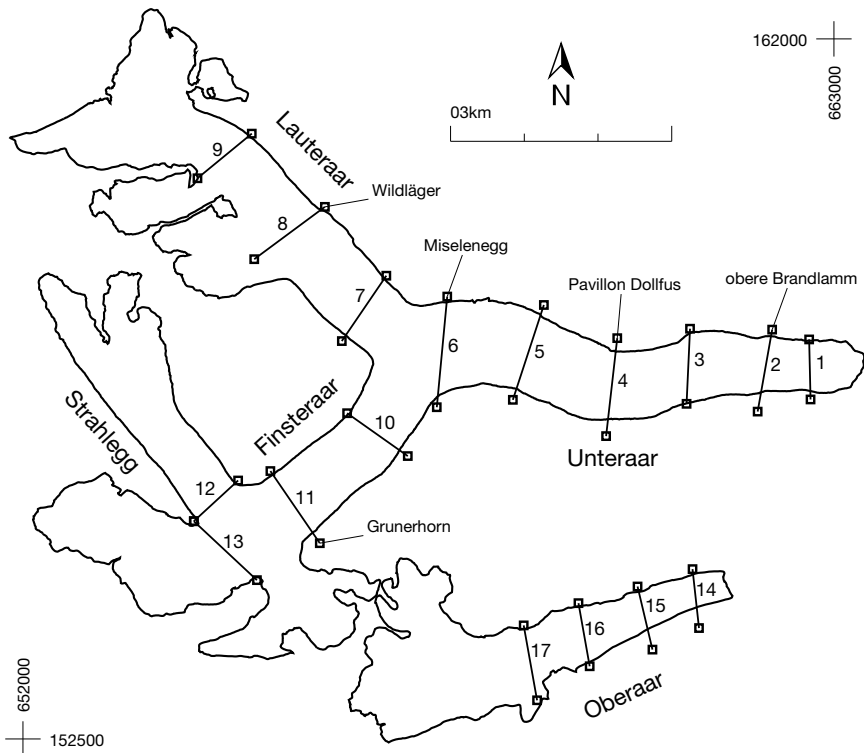 162000
663000
03km
N
Lauteraar
9
Wildläger
8
Miselenegg
Pavillon Dollfus
obere Brandlamm
7
6
5
4
3
2
1
Strahlegg
Finsteraar
10
Unteraar
12
11
13
Grunerhorn
14
15
16
17
Oberaar
652000
152500